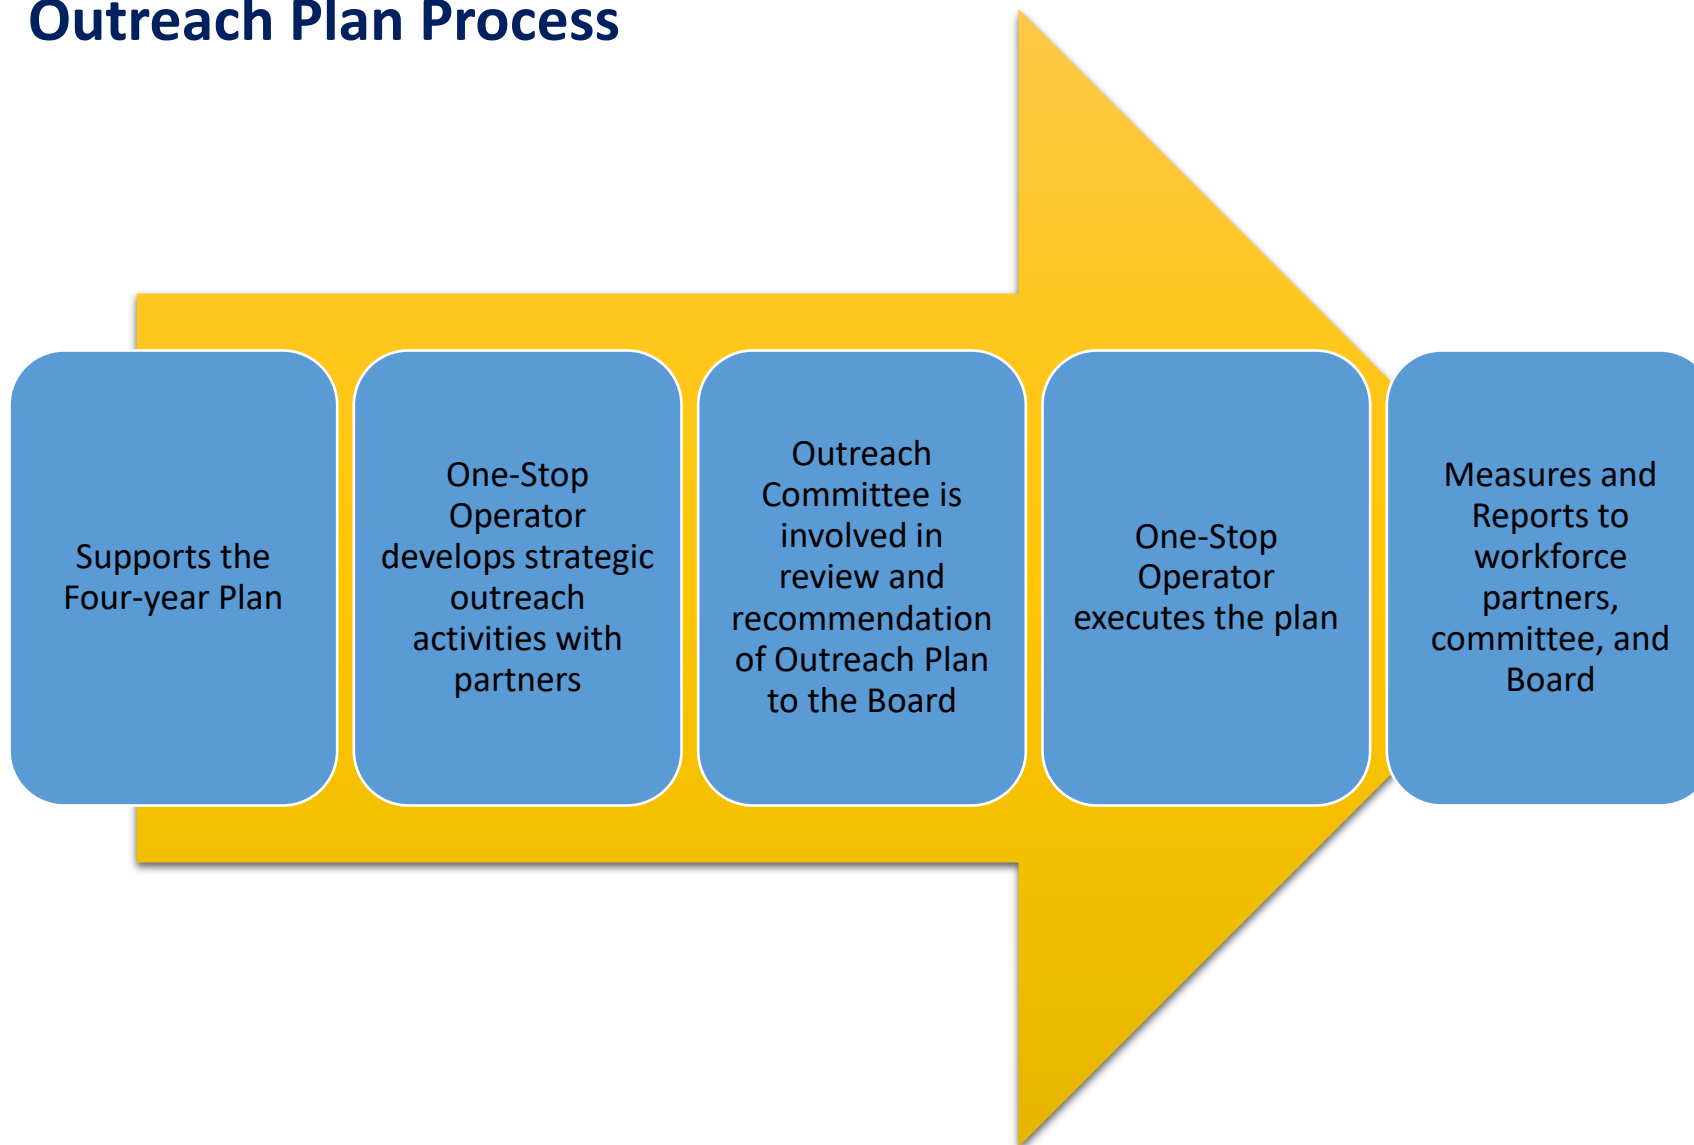 Outreach Plan Process
Supports the
Four-year Plan
One-Stop
Operator
develops strategic
outreach
activities with
partners
Outreach
Committee is
involved in
review and
recommendation
of Outreach Plan
to the Board
One-Stop
Operator
executes the plan
Measures and
Reports to
workforce
partners,
committee, and
Board